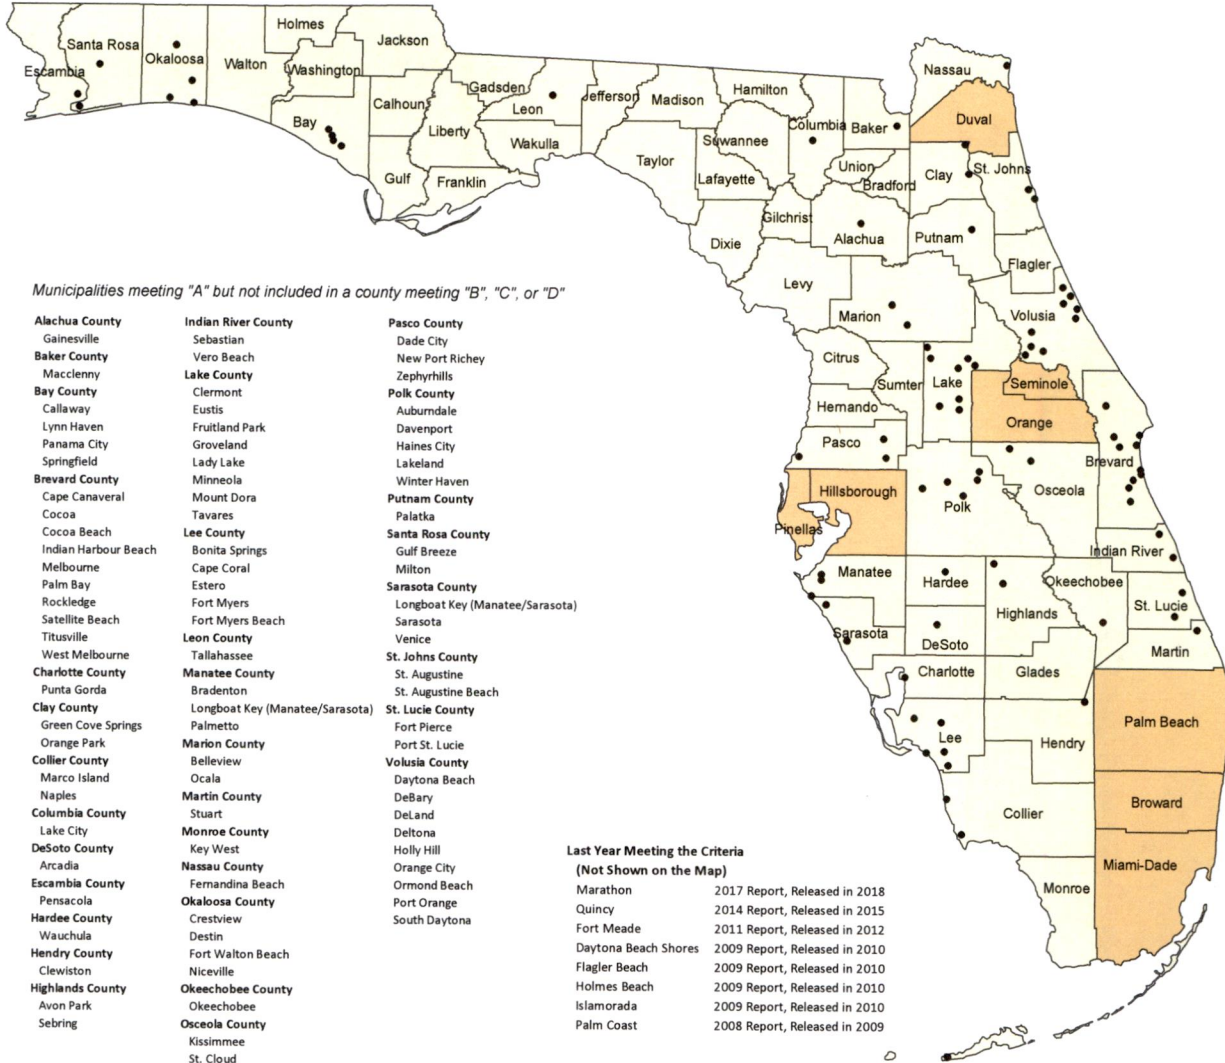 Holmes
Jackson
Santa Rosa
Okaloosa
Walton
Washington
Escambia
Gadsden
Leon
Jefferson
Madison
Hamilton
Nassau
Calhoun
Liberty
Bay
Wakulla
Suwannee
Columbia
Baker
Duval
Taylor
Lafayette
Union
Bradford
Clay
St. Johns
Gulf
Franklin
Gilchrist
Dixie
Alachua
Putnam
Flagler
Levy
Marion
Volusia
Citrus
Sumter
Lake
Seminole
Hernando
Orange
Pasco
Brevard
Hillsborough
Polk
Osceola
Pinellas
Indian River
Manatee
Hardee
Okeechobee
Highlands
St. Lucie
Sarasota
DeSoto
Martin
Charlotte
Glades
Palm Beach
Lee
Hendry
Broward
Collier
Miami-Dade
Monroe
Municipalities meeting "A" but not included in a county meeting "B", "C", or "D"
Alachua County
Gainesville
Baker County
Macclenny
Bay County
Callaway
Lynn Haven
Panama City
Springfield
Brevard County
Cape Canaveral
Cocoa
Cocoa Beach
Indian Harbour Beach
Melbourne
Palm Bay
Rockledge
Satellite Beach
Titusville
West Melbourne
Charlotte County
Punta Gorda
Clay County
Green Cove Springs
Orange Park
Collier County
Marco Island
Naples
Columbia County
Lake City
DeSoto County
Arcadia
Escambia County
Pensacola
Hardee County
Wauchula
Hendry County
Clewiston
Highlands County
Avon Park
Sebring
Indian River County
Sebastian
Vero Beach
Lake County
Clermont
Eustis
Fruitland Park
Groveland
Lady Lake
Minneola
Mount Dora
Tavares
Lee County
Bonita Springs
Cape Coral
Estero
Fort Myers
Fort Myers Beach
Leon County
Tallahassee
Manatee County
Bradenton
Longboat Key (Manatee/Sarasota)
Palmetto
Marion County
Belleview
Ocala
Martin County
Stuart
Monroe County
Key West
Nassau County
Fernandina Beach
Okaloosa County
Crestview
Destin
Fort Walton Beach
Niceville
Okeechobee County
Okeechobee
Osceola County
Kissimmee
St. Cloud
Pasco County
Dade City
New Port Richey
Zephyrhills
Polk County
Auburndale
Davenport
Haines City
Lakeland
Winter Haven
Putnam County
Palatka
Santa Rosa County
Gulf Breeze
Milton
Sarasota County
Longboat Key (Manatee/Sarasota)
Sarasota
Venice
St. Johns County
St. Augustine
St. Augustine Beach
St. Lucie County
Fort Pierce
Port St. Lucie
Volusia County
Daytona Beach
DeBary
DeLand
Deltona
Holly Hill
Orange City
Ormond Beach
Port Orange
South Daytona
Last Year Meeting the Criteria
(Not Shown on the Map)
Marathon 2017 Report, Released in 2018
Quincy 2014 Report, Released in 2015
Fort Meade 2011 Report, Released in 2012
Daytona Beach Shores 2009 Report, Released in 2010
Flagler Beach 2009 Report, Released in 2010
Holmes Beach 2009 Report, Released in 2010
Islamorada 2009 Report, Released in 2010
Palm Coast 2008 Report, Released in 2009